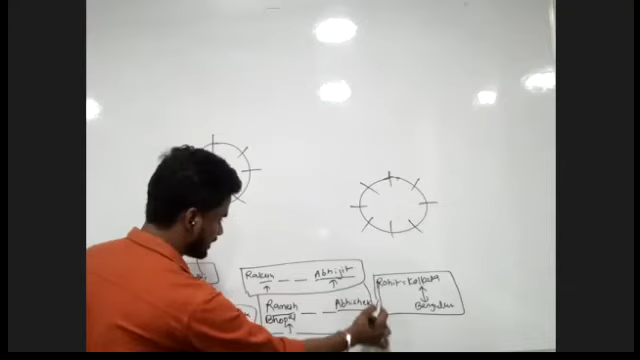 Rakesh _ _ Abhijit
Ramesh _ _ Abhishek
Bhopal
Rohit = Kolkata
Bengaluru